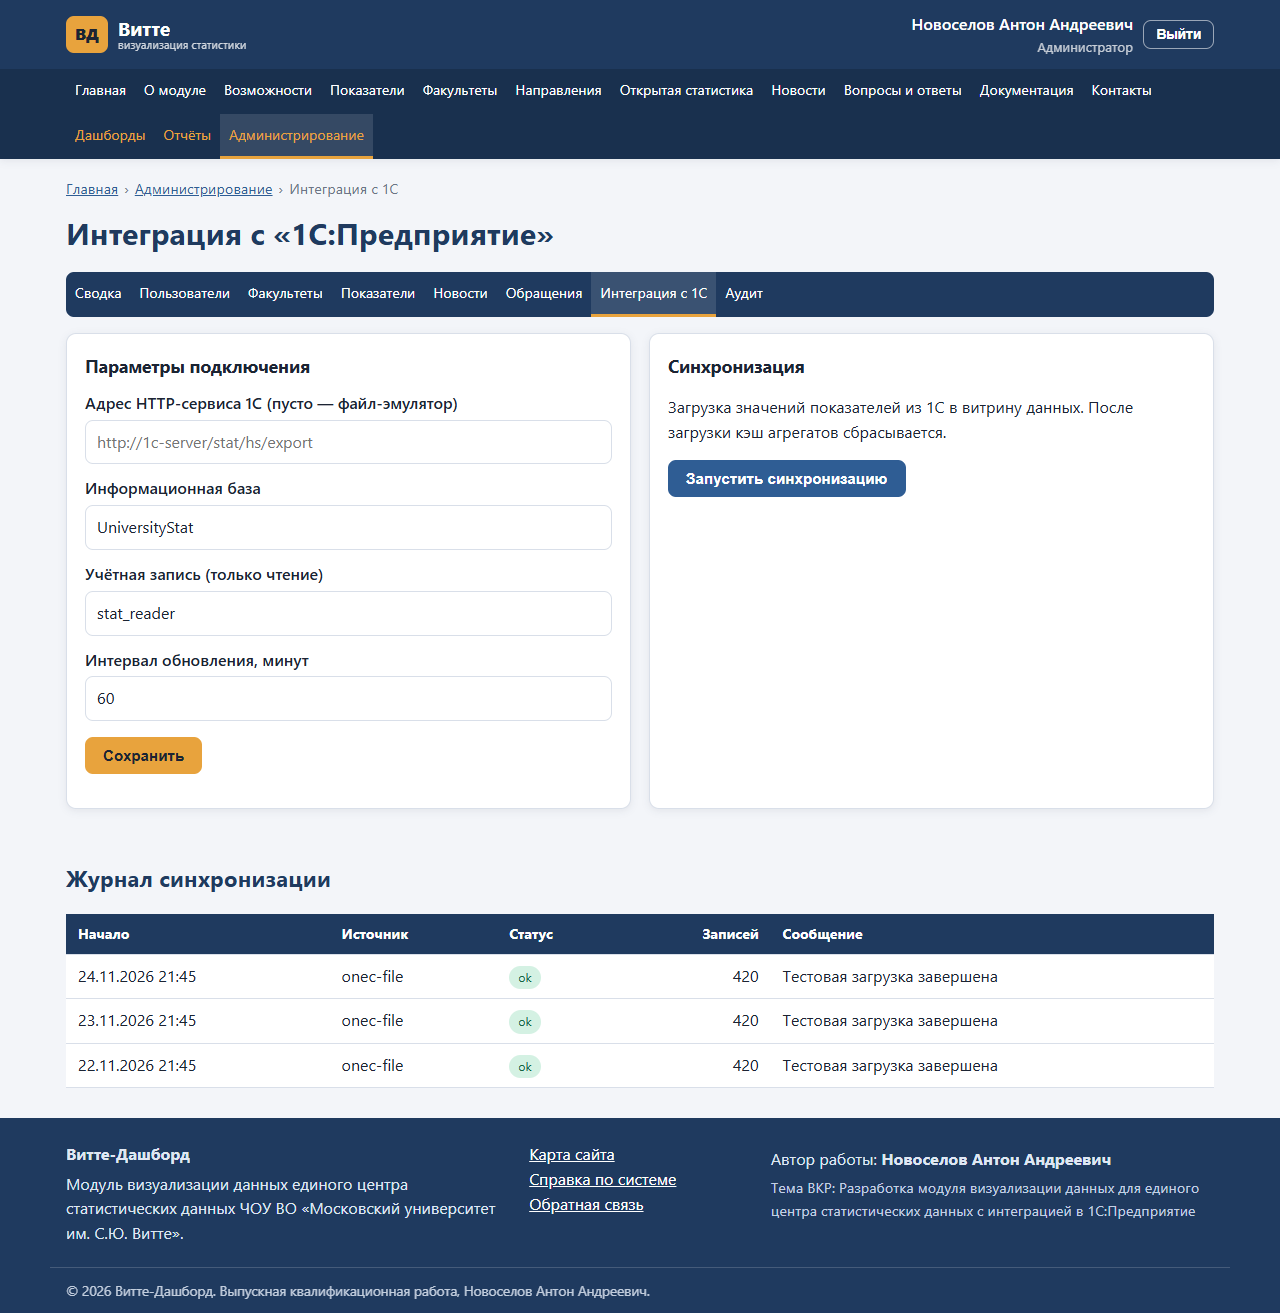 ВД
Витте
визуализация статистики
Новоселов Антон Андреевич
Администратор
Выйти
Главная О модуле Возможности Показатели Факультеты Направления Открытая статистика Новости Вопросы и ответы Документация Контакты
Дашборды Отчёты Администрирование
Главная › Администрирование › Интеграция с 1С
Интеграция с «1С:Предприятие»
Сводка Пользователи Факультеты Показатели Новости Обращения Интеграция с 1С Аудит
Параметры подключения
Адрес HTTP-сервиса 1С (пусто — файл-эмулятор)
http://1c-server/stat/hs/export
Информационная база
UniversityStat
Учётная запись (только чтение)
stat_reader
Интервал обновления, минут
60
Сохранить
Синхронизация
Загрузка значений показателей из 1С в витрину данных. После
загрузки кэш агрегатов сбрасывается.
Запустить синхронизацию
Журнал синхронизации
Начало Источник Статус Записей Сообщение
24.11.2026 21:45 onec-file ok 420 Тестовая загрузка завершена
23.11.2026 21:45 onec-file ok 420 Тестовая загрузка завершена
22.11.2026 21:45 onec-file ok 420 Тестовая загрузка завершена
Витте-Дашборд
Модуль визуализации данных единого центра
статистических данных ЧОУ ВО «Московский университет
им. С.Ю. Витте».
Карта сайта
Справка по системе
Обратная связь
Автор работы: Новоселов Антон Андреевич
Тема ВКР: Разработка модуля визуализации данных для единого
центра статистических данных с интеграцией в 1С:Предприятие
© 2026 Витте-Дашборд. Выпускная квалификационная работа, Новоселов Антон Андреевич.